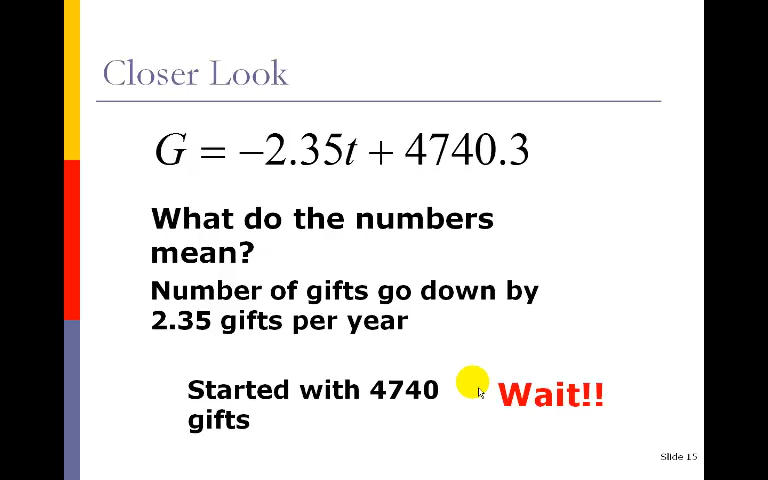 Closer Look
G = −2.35t + 4740.3
What do the numbers
mean?
Number of gifts go down by
2.35 gifts per year
Started with 4740
gifts
Wait!!
Slide 15